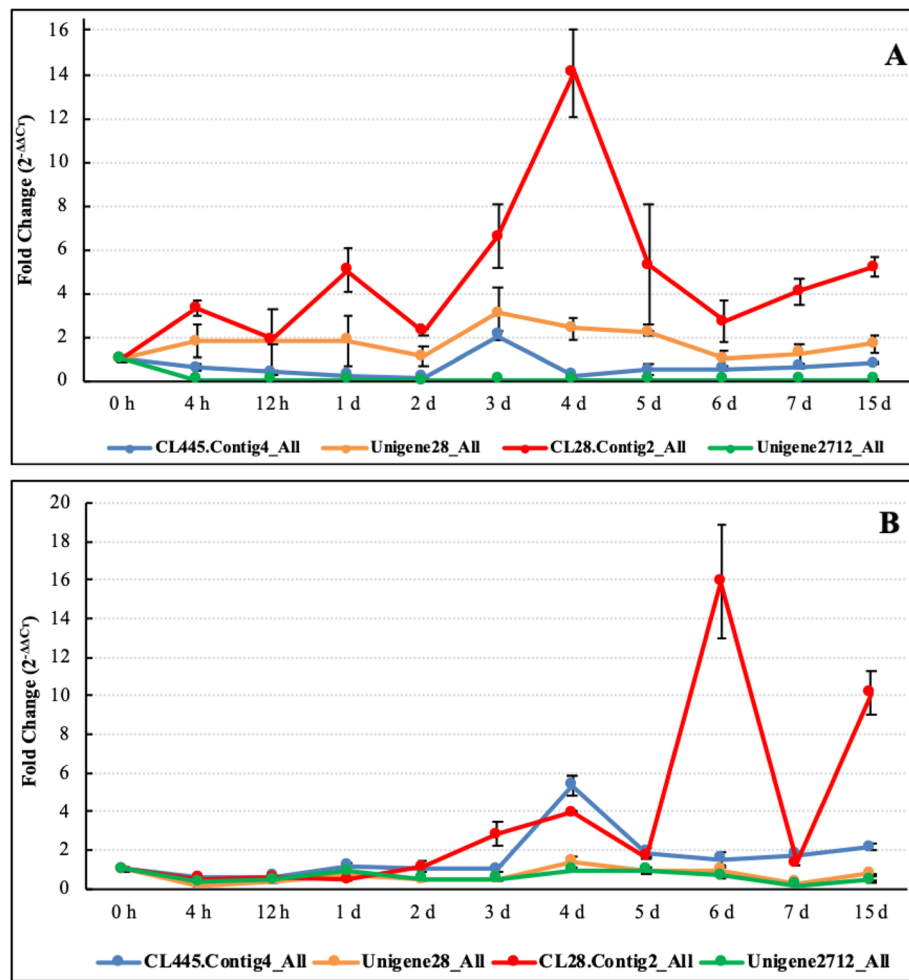 A
16
14
12
10
8
6
4
2
0
Fold Change (2-ΔΔCT)
0 h 4 h 12 h 1 d 2 d 3 d 4 d 5 d 6 d 7 d 15 d
CL445.Contig4_All Unigene28_All CL28.Contig2_All Unigene2712_All
B
20
18
16
14
12
10
8
6
4
2
0
Fold Change (2-ΔΔCT)
0 h 4 h 12 h 1 d 2 d 3 d 4 d 5 d 6 d 7 d 15 d
CL445.Contig4_All Unigene28_All CL28.Contig2_All Unigene2712_All